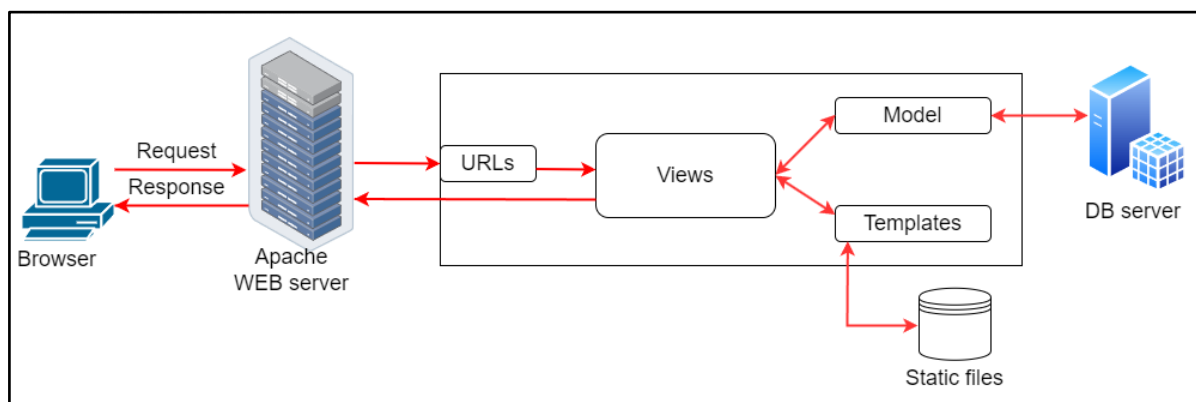 Request
Response
Browser
Apache
WEB server
URLs
Views
Model
Templates
DB server
Static files